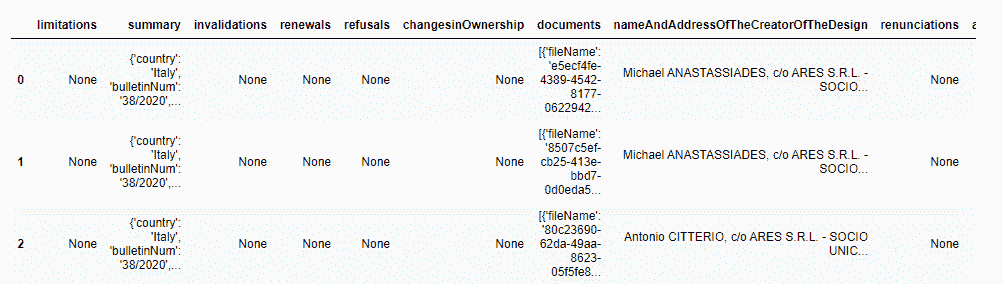 limitations summary invalidations renewals refusals changesinOwnership documents nameAndAddressOfTheCreatorOfTheDesign renunciations a
{'country':
'Italy',
'bulletinNum':
'38/2020',...
[{'fileName':
'e5ecf4fe-
4389-4542-
8177-
0622942...
0 None None None None None Michael ANASTASSIADES, c/o ARES S.R.L. -
SOCIO... None
{'country':
'Italy',
'bulletinNum':
'38/2020',...
[{'fileName':
'8507c5ef-
cb25-413e-
bbd7-
0d0eda5...
1 None None None None None Michael ANASTASSIADES, c/o ARES S.R.L. -
SOCIO... None
{'country':
'Italy',
'bulletinNum':
'38/2020',...
[{'fileName':
'80c23690-
62da-49aa-
8623-
05f5fe8...
2 None None None None None Antonio CITTERIO, c/o ARES S.R.L. - SOCIO
UNIC... None